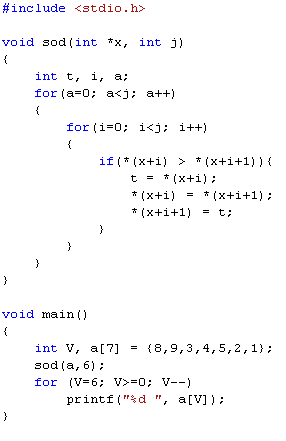 #include <stdio.h>
void sod(int *x, int j)
{
int t, i, a;
for(a=0; a<j; a++)
{
for(i=0; i<j; i++)
{
if(*(x+i) > *(x+i+1)){
t = *(x+i);
*(x+i) = *(x+i+1);
*(x+i+1) = t;
}
}
}
}
void main()
{
int V, a[7] = {8,9,3,4,5,2,1};
sod(a,6);
for (V=6; V>=0; V--)
printf("%d ", a[V]);
}